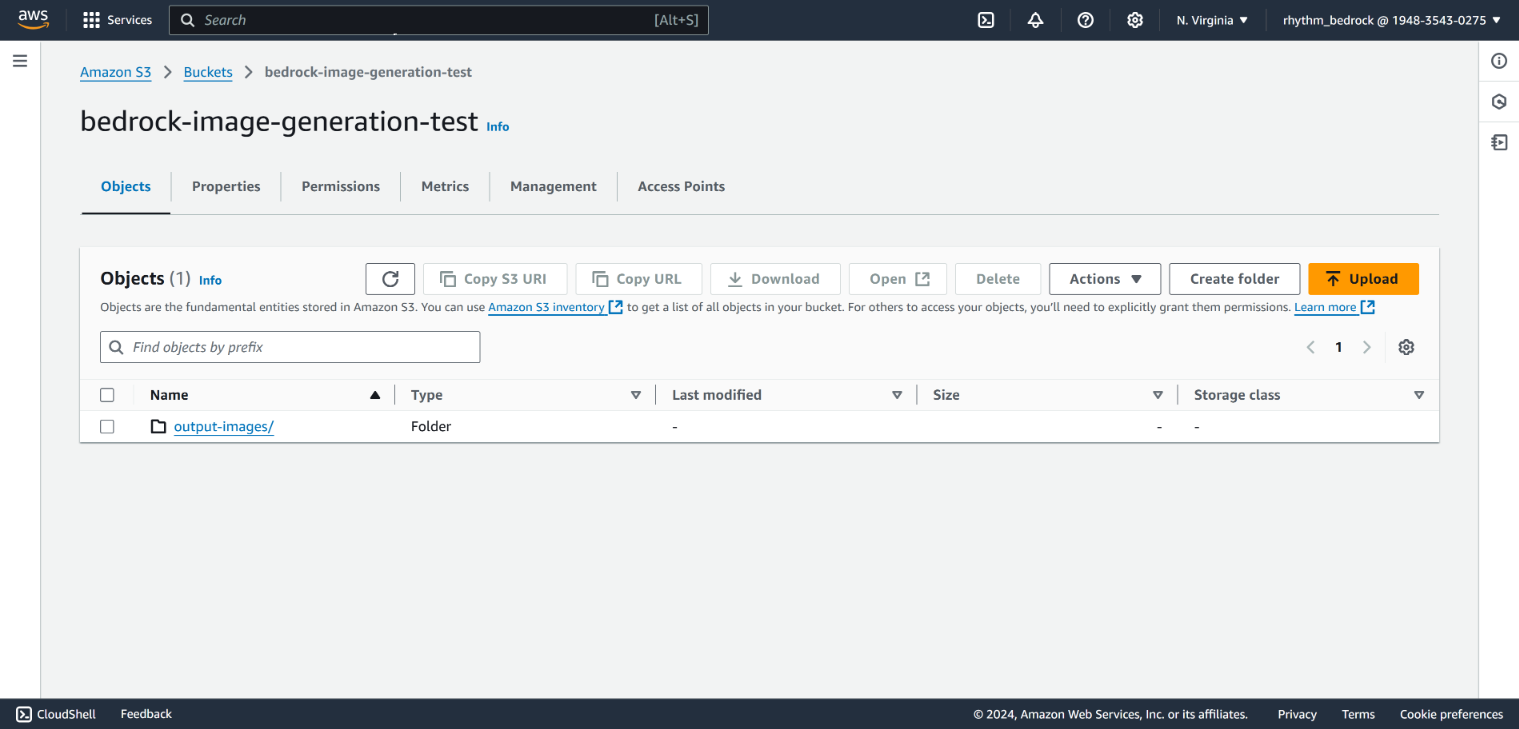 aws Services Search [Alt+S] N. Virginia ▼ rhythm_bedrock @ 1948-3543-0275 ▼
Amazon S3 > Buckets > bedrock-image-generation-test
bedrock-image-generation-test Info
Objects Properties Permissions Metrics Management Access Points
Objects (1) Info Copy S3 URI Copy URL Download Open Delete Actions ▼ Create folder Upload
Objects are the fundamental entities stored in Amazon S3. You can use Amazon S3 inventory to get a list of all objects in your bucket. For others to access your objects, you'll need to explicitly grant them permissions. Learn more
Find objects by prefix < 1 >
Name ▲ Type Last modified Size Storage class
output-images/ Folder - - -
CloudShell Feedback © 2024, Amazon Web Services, Inc. or its affiliates. Privacy Terms Cookie preferences